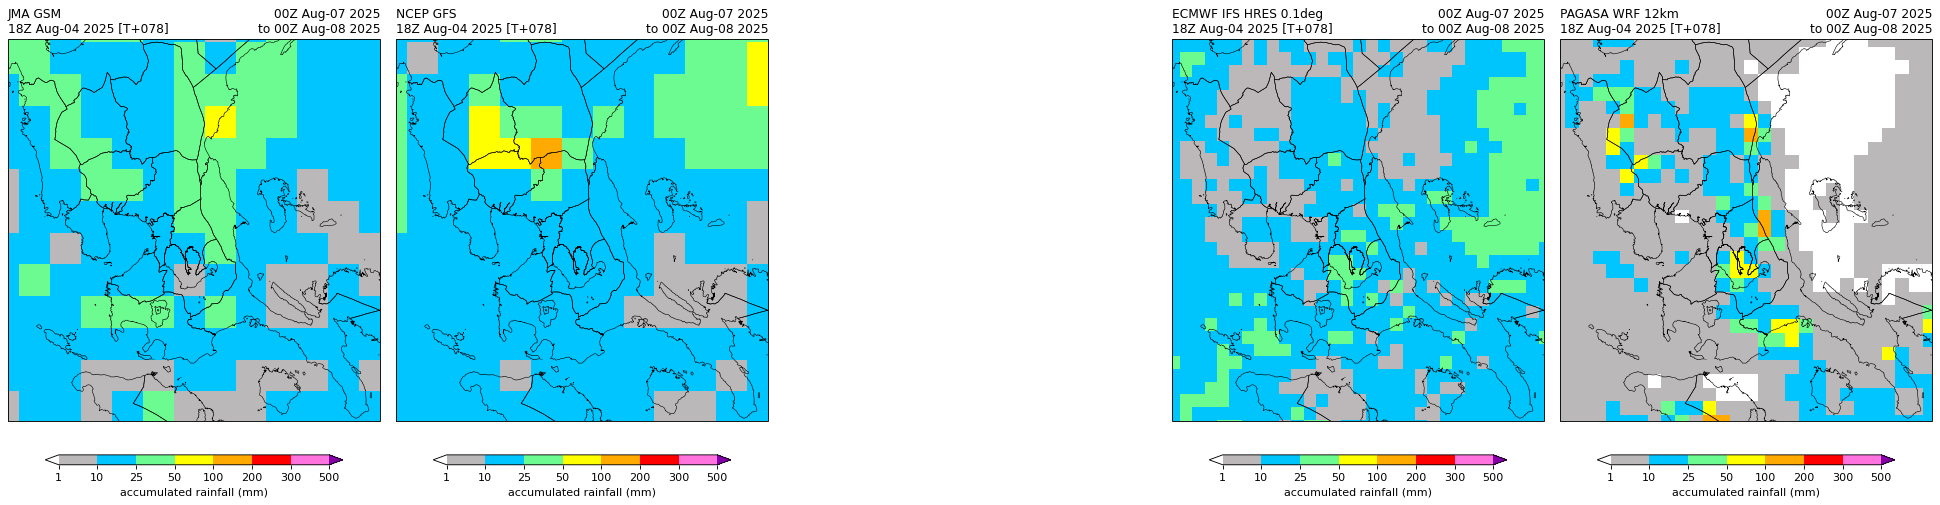 JMA GSM 00Z Aug-07 2025
18Z Aug-04 2025 [T+078] to 00Z Aug-08 2025
1 10 25 50 100 200 300 500
accumulated rainfall (mm)
NCEP GFS 00Z Aug-07 2025
18Z Aug-04 2025 [T+078] to 00Z Aug-08 2025
1 10 25 50 100 200 300 500
accumulated rainfall (mm)
ECMWF IFS HRES 0.1deg 00Z Aug-07 2025
18Z Aug-04 2025 [T+078] to 00Z Aug-08 2025
1 10 25 50 100 200 300 500
accumulated rainfall (mm)
PAGASA WRF 12km 00Z Aug-07 2025
18Z Aug-04 2025 [T+078] to 00Z Aug-08 2025
1 10 25 50 100 200 300 500
accumulated rainfall (mm)